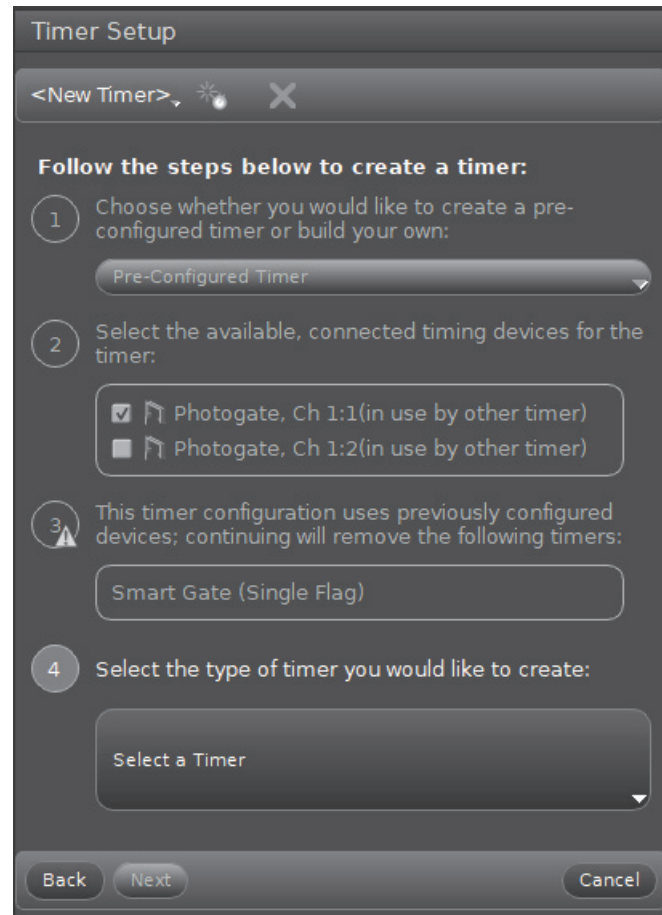 Timer Setup
<New Timer>
Follow the steps below to create a timer:
1
Choose whether you would like to create a pre-
configured timer or build your own:
Pre-Configured Timer
2
Select the available, connected timing devices for the
timer:
Photogate, Ch 1:1(in use by other timer)
Photogate, Ch 1:2(in use by other timer)
3
This timer configuration uses previously configured
devices; continuing will remove the following timers:
Smart Gate (Single Flag)
4
Select the type of timer you would like to create:
Select a Timer
Back
Next
Cancel